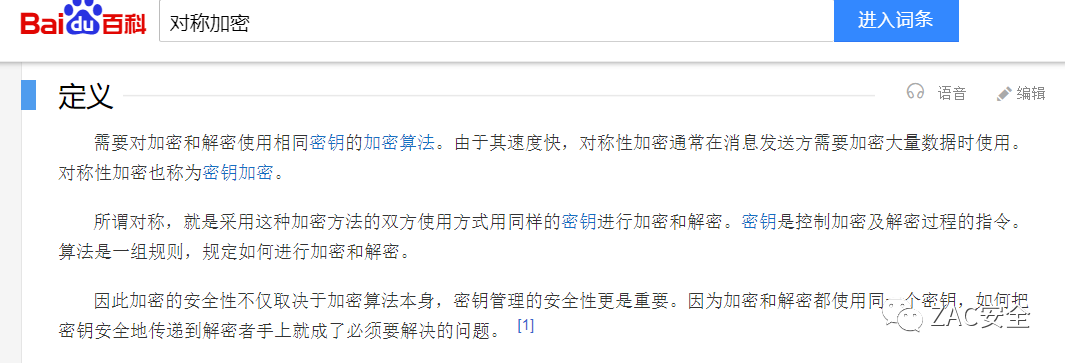 Bai du 百科
对称加密
进入词条
定义
语音
编辑
需要对加密和解密使用相同密钥的加密算法。由于其速度快，对称性加密通常在消息发送方需要加密大量数据时使用。
对称性加密也称为密钥加密。
所谓对称，就是采用这种加密方法的双方使用方式用同样的密钥进行加密和解密。密钥是控制加密及解密过程的指令。
算法是一组规则，规定如何进行加密和解密。
因此加密的安全性不仅取决于加密算法本身，密钥管理的安全性更是重要。因为加密和解密都使用同一个密钥，如何把
密钥安全地传递到解密者手上就成了必须要解决的问题。 [1]
ZAC安全